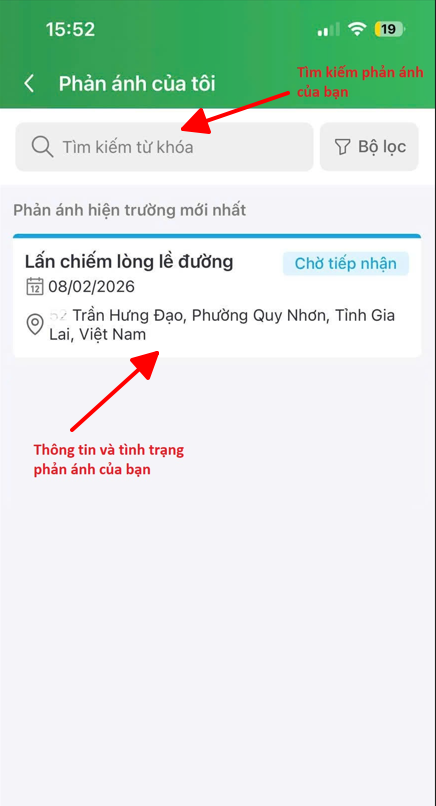 15:52
19
Phản ánh của tôi
Tìm kiếm phản ánh
của bạn
Tìm kiếm từ khóa
Bộ lọc
Phản ánh hiện trường mới nhất
Lấn chiếm lòng lề đường
Chờ tiếp nhận
12
08/02/2026
Trần Hưng Đạo, Phường Quy Nhơn, Tỉnh Gia
Lai, Việt Nam
Thông tin và tình trạng
phản ánh của bạn